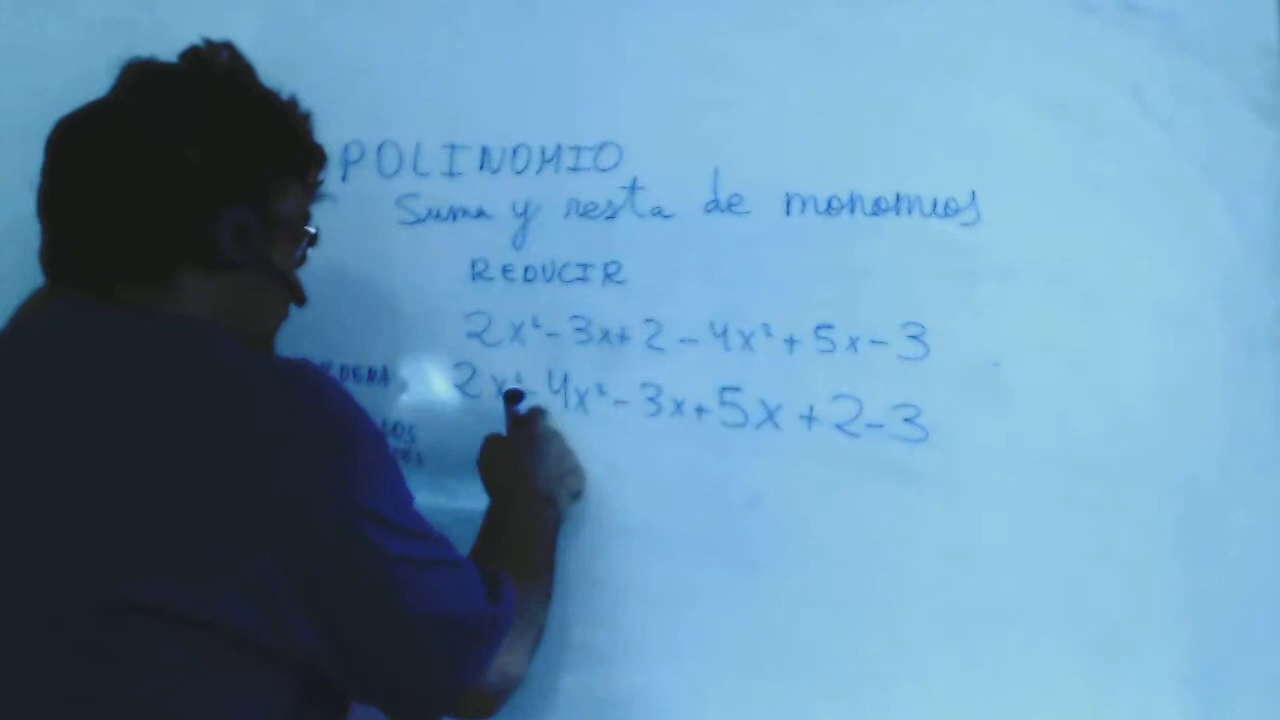 POLINOMIO
Suma y resta de monomios
REDUCIR
2x² - 3x + 2 - 4x² + 5x - 3
2x² - 4x² - 3x + 5x + 2 - 3